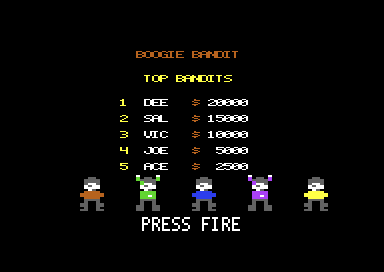 BOOGIE BANDIT
TOP BANDITS
1 DEE $ 20000
2 SAL $ 15000
3 VIC $ 10000
4 JOE $ 5000
5 ACE $ 2500
PRESS FIRE